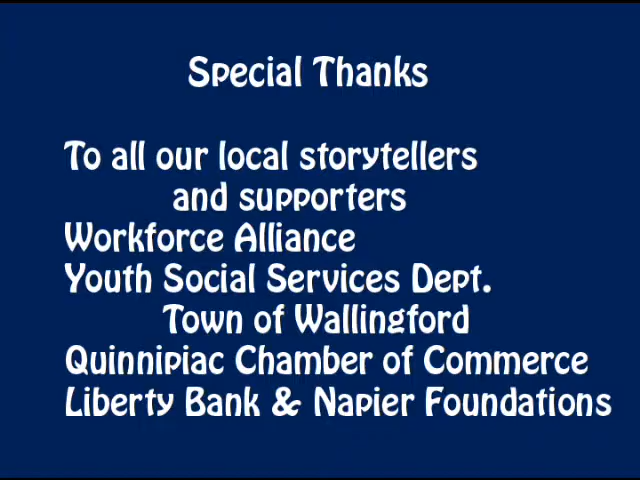 Special Thanks
To all our local storytellers
and supporters
Workforce Alliance
Youth Social Services Dept.
Town of Wallingford
Quinnipiac Chamber of Commerce
Liberty Bank & Napier Foundations